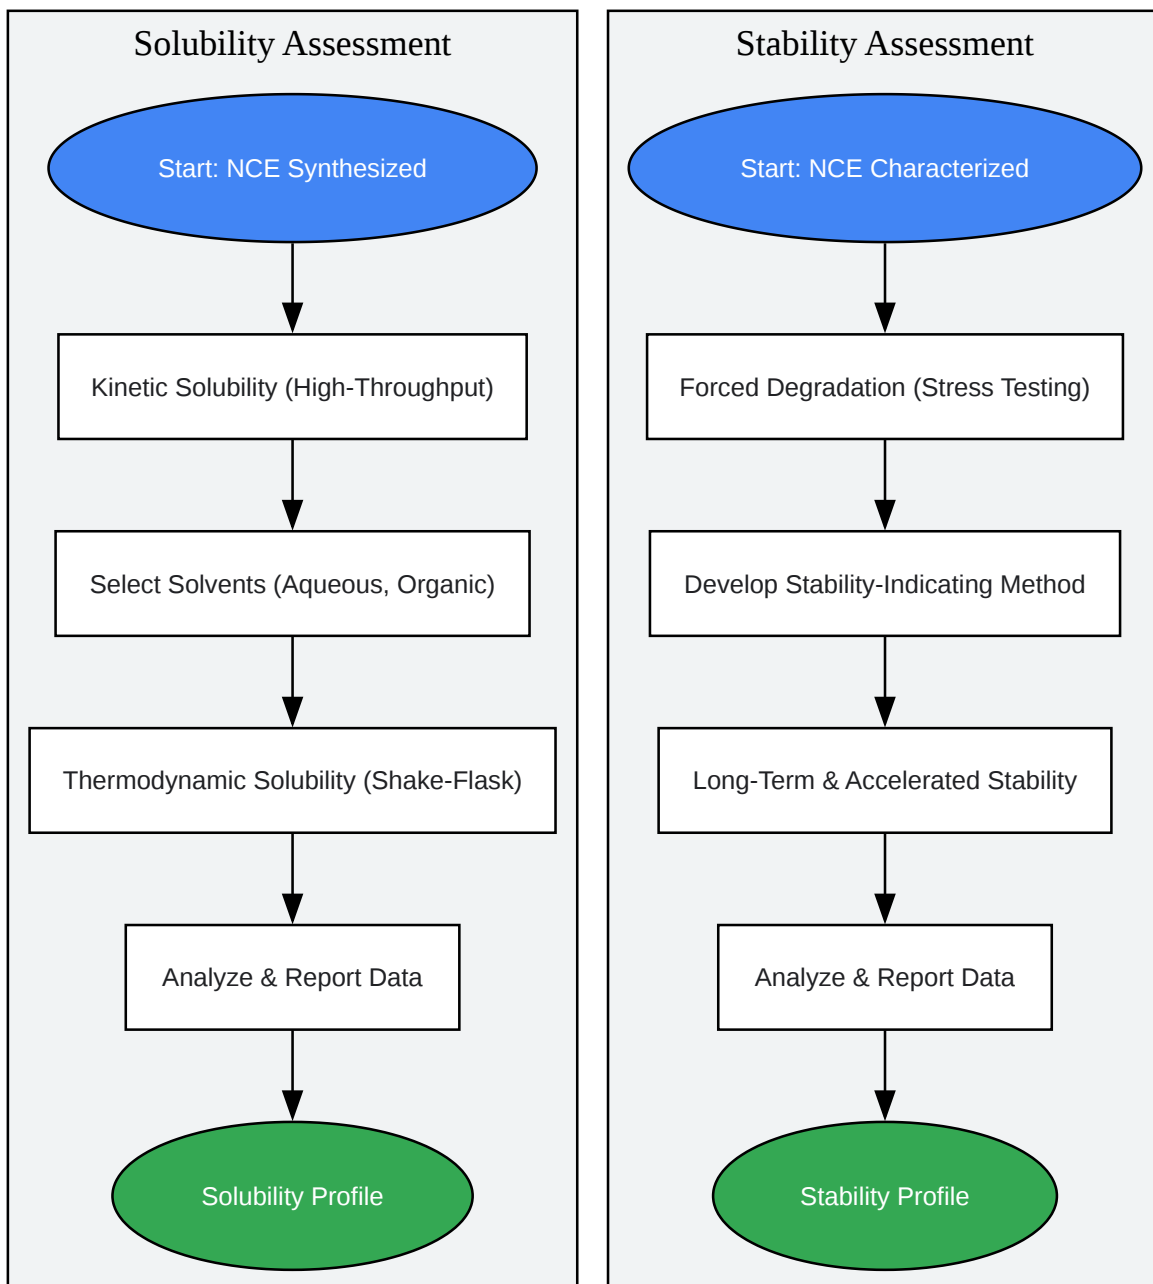 Solubility Assessment
Start: NCE Synthesized
Kinetic Solubility (High-Throughput)
Select Solvents (Aqueous, Organic)
Thermodynamic Solubility (Shake-Flask)
Analyze & Report Data
Solubility Profile
Stability Assessment
Start: NCE Characterized
Forced Degradation (Stress Testing)
Develop Stability-Indicating Method
Long-Term & Accelerated Stability
Analyze & Report Data
Stability Profile